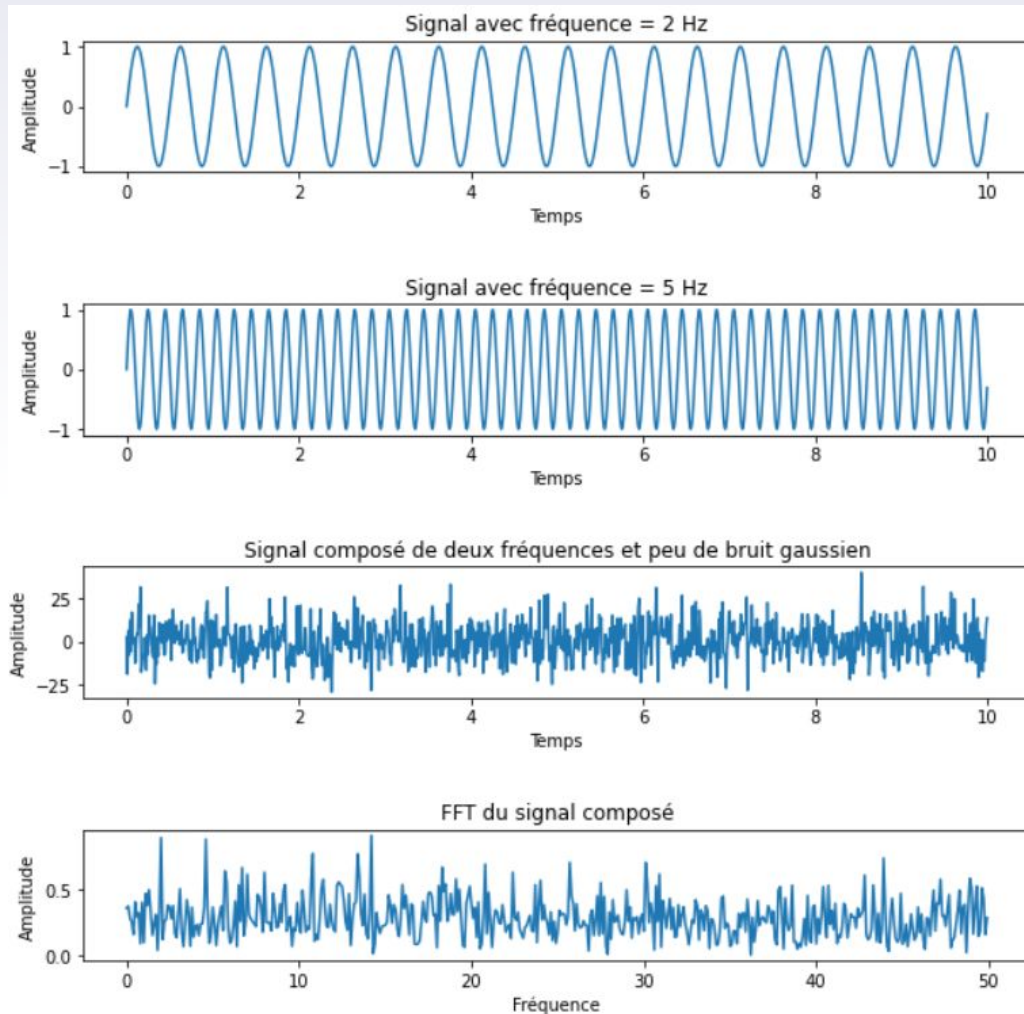 Signal avec fréquence = 2 Hz
Amplitude
1
0
−1
0 2 4 6 8 10
Temps
Signal avec fréquence = 5 Hz
Amplitude
1
0
−1
0 2 4 6 8 10
Temps
Signal composé de deux fréquences et peu de bruit gaussien
Amplitude
25
0
−25
0 2 4 6 8 10
Temps
FFT du signal composé
Amplitude
0.5
0.0
0 10 20 30 40 50
Fréquence